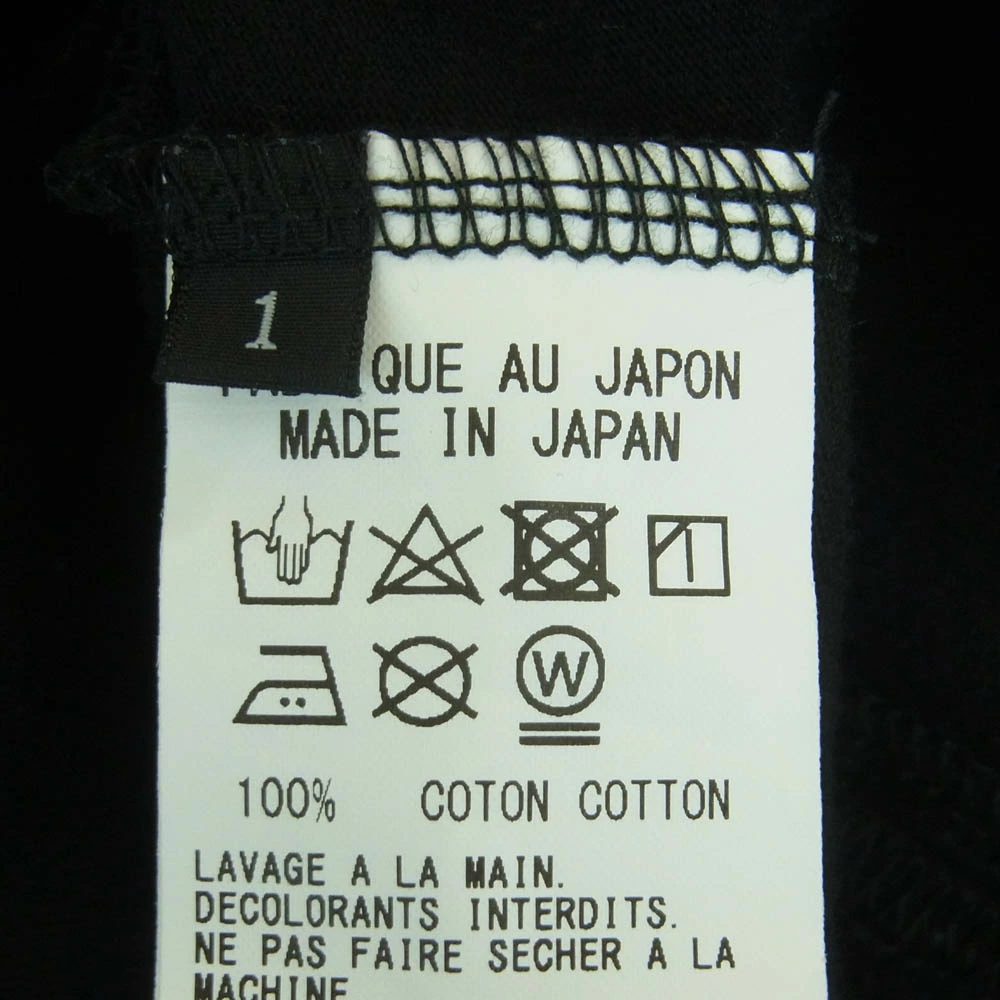 1
QUE AU JAPON
MADE IN JAPAN
W
100% COTON COTTON
LAVAGE A LA MAIN.
DECOLORANTS INTERDITS.
NE PAS FAIRE SECHER A LA
MACHINE